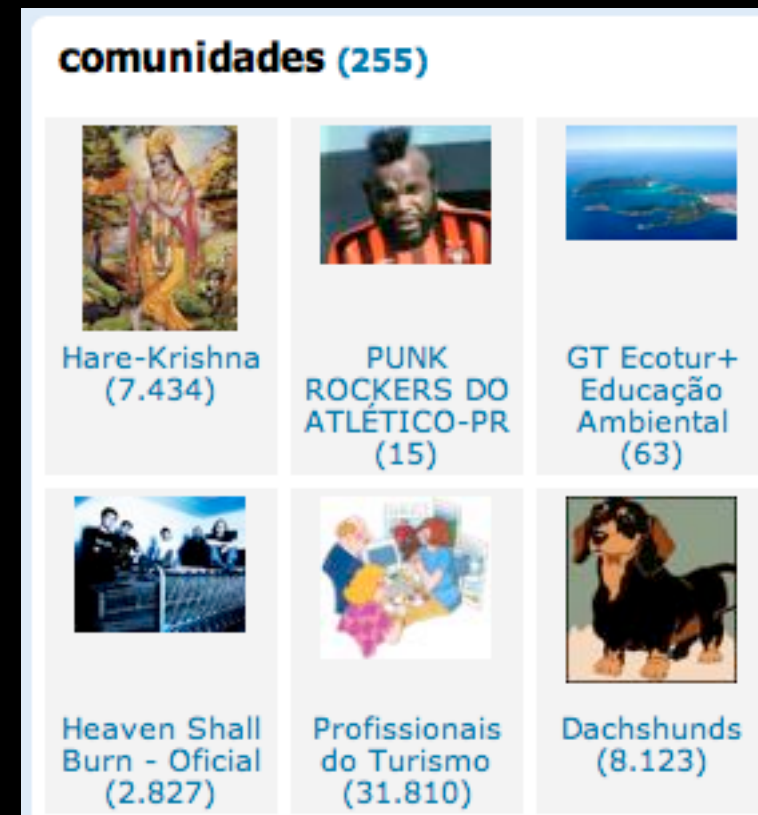 comunidades (255)
Hare-Krishna
(7.434)
PUNK
ROCKERS DO
ATLÉTICO-PR
(15)
GT Ecotur+
Educação
Ambiental
(63)
Heaven Shall
Burn - Oficial
(2.827)
Profissionais
do Turismo
(31.810)
Dachshunds
(8.123)